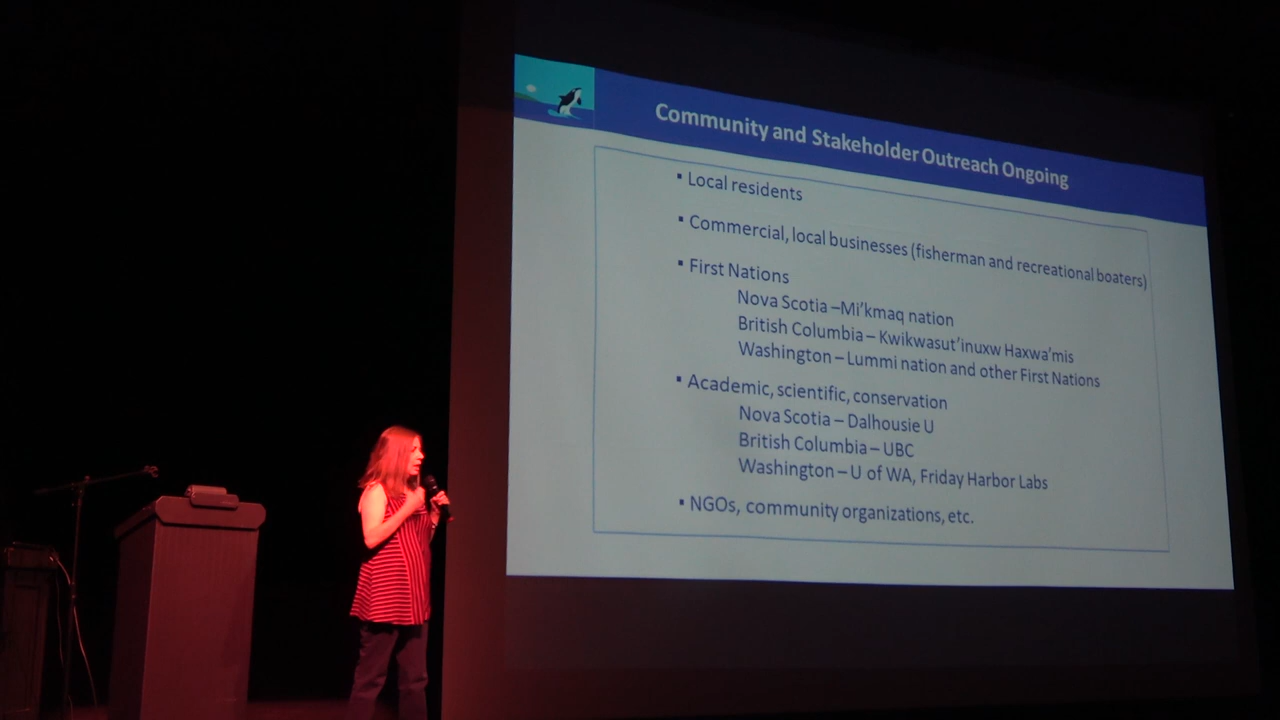 Community and Stakeholder Outreach Ongoing
▪ Local residents
▪ Commercial, local businesses (fisherman and recreational boaters)
▪ First Nations
Nova Scotia –Mi'kmaq nation
British Columbia – Kwikwasut'inuxw Haxwa'mis
Washington – Lummi nation and other First Nations
▪ Academic, scientific, conservation
Nova Scotia – Dalhousie U
British Columbia – UBC
Washington – U of WA, Friday Harbor Labs
▪ NGOs, community organizations, etc.